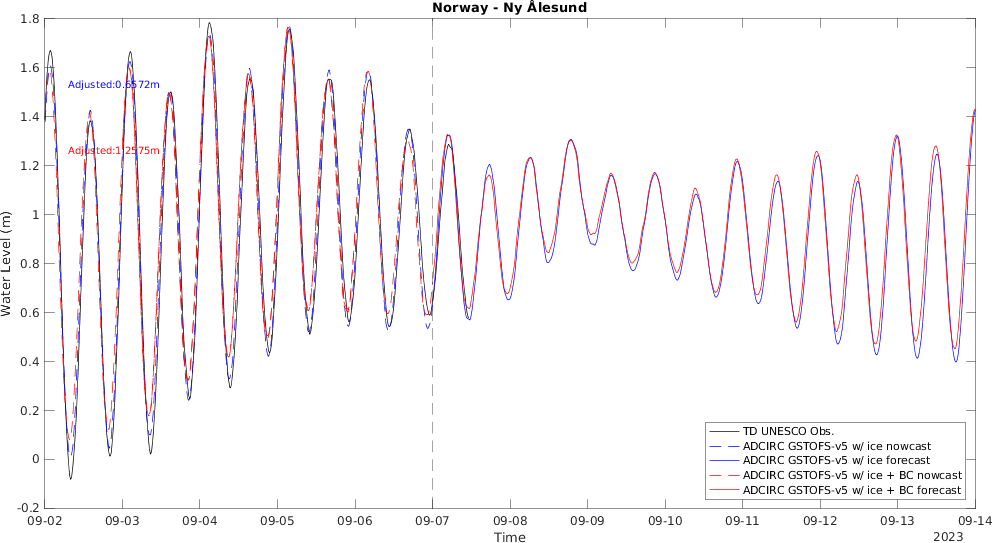 Norway - Ny Ålesund
1.8
1.6
1.4
1.2
1
0.8
0.6
0.4
0.2
0
-0.2
Water Level (m)
Adjusted:0.6572m
Adjusted:1.2575m
TD UNESCO Obs.
ADCIRC GSTOFS-v5 w/ ice nowcast
ADCIRC GSTOFS-v5 w/ ice forecast
ADCIRC GSTOFS-v5 w/ ice + BC nowcast
ADCIRC GSTOFS-v5 w/ ice + BC forecast
09-02 09-03 09-04 09-05 09-06 09-07 09-08 09-09 09-10 09-11 09-12 09-13 09-14
Time
2023